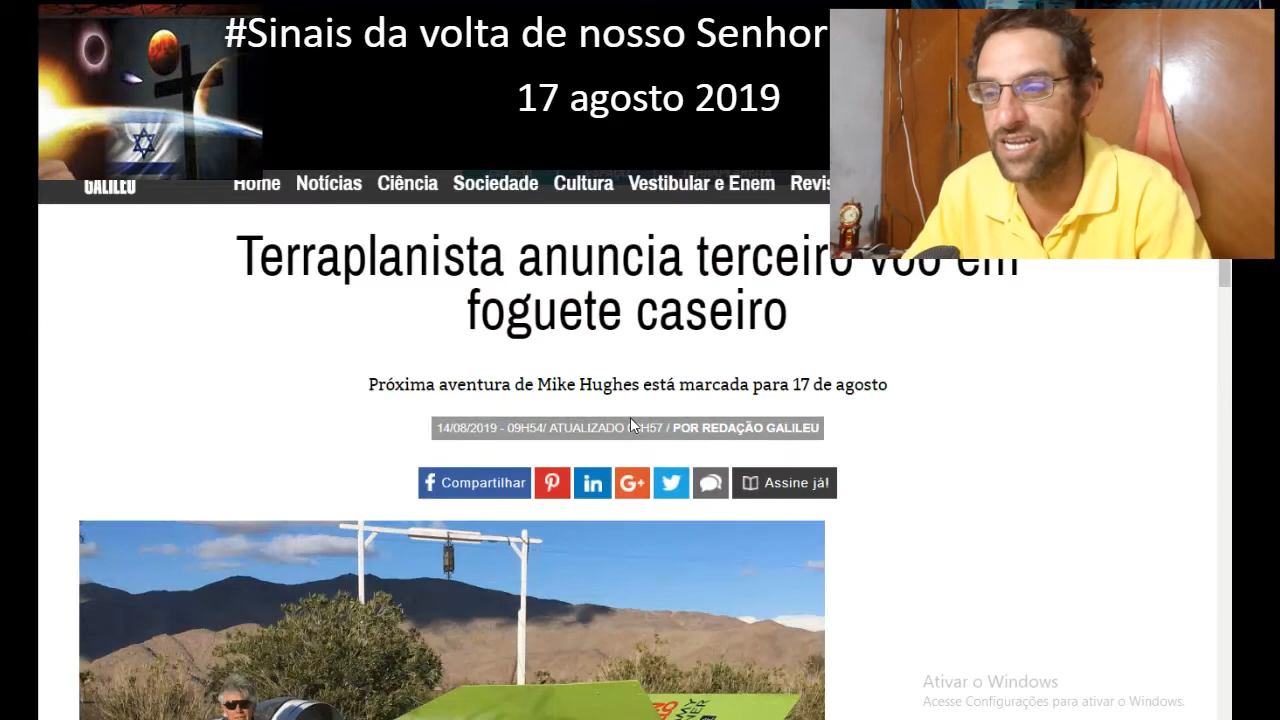 #Sinais da volta de nosso Senhor
17 agosto 2019
GALILEU
Home Notícias Ciência Sociedade Cultura Vestibular e Enem Revis
Terraplanista anuncia terceiro voo em
foguete caseiro
Próxima aventura de Mike Hughes está marcada para 17 de agosto
14/08/2019 - 09H54/ ATUALIZADO H57 / POR REDAÇÃO GALILEU
Compartilhar
G+
Assine já!
Ativar o Windows
Acesse Configurações para ativar o Windows.